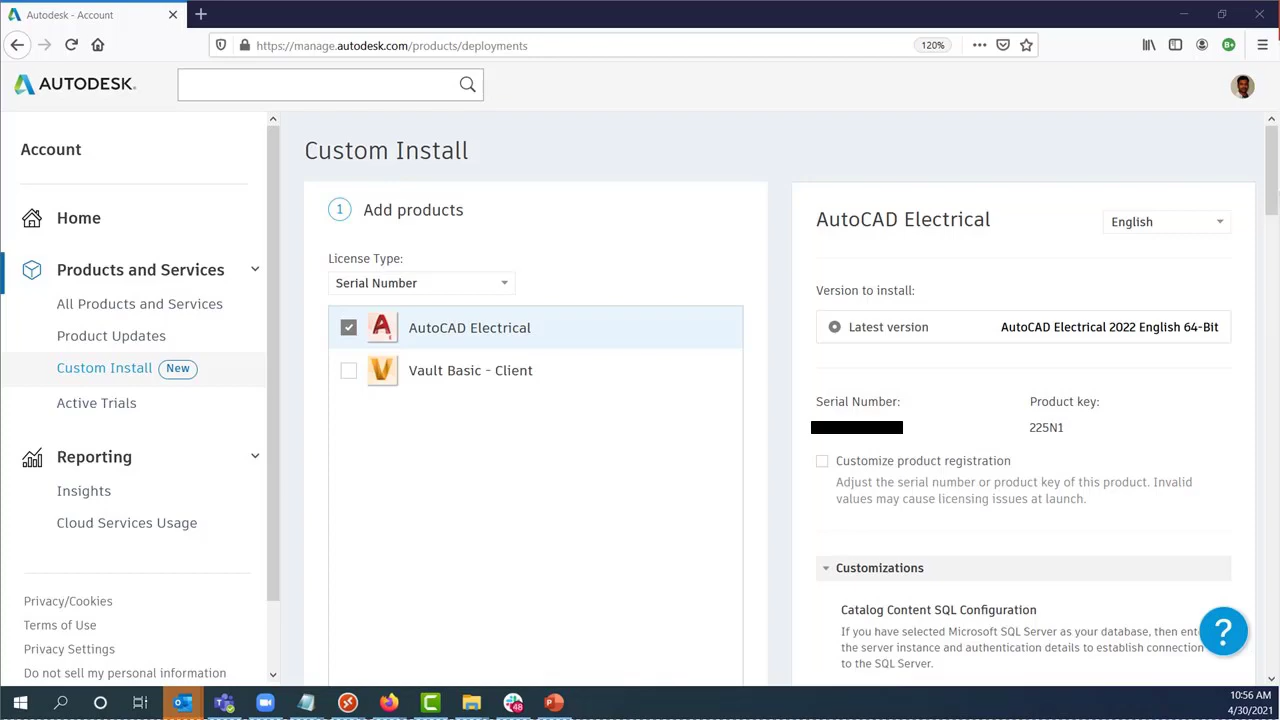 Autodesk - Account
https://manage.autodesk.com/products/deployments
120%
AUTODESK.
Account
Home
Products and Services
All Products and Services
Product Updates
Custom Install New
Active Trials
Reporting
Insights
Cloud Services Usage
Privacy/Cookies
Terms of Use
Privacy Settings
Do not sell my personal information
Custom Install
1 Add products
License Type:
Serial Number
AutoCAD Electrical
Vault Basic - Client
AutoCAD Electrical
English
Version to install:
Latest version AutoCAD Electrical 2022 English 64-Bit
Serial Number: Product key:
225N1
Customize product registration
Adjust the serial number or product key of this product. Invalid
values may cause licensing issues at launch.
Customizations
Catalog Content SQL Configuration
If you have selected Microsoft SQL Server as your database, then ent
the server instance and authentication details to establish connection
to the SQL Server.
?
48
10:56 AM
4/30/2021